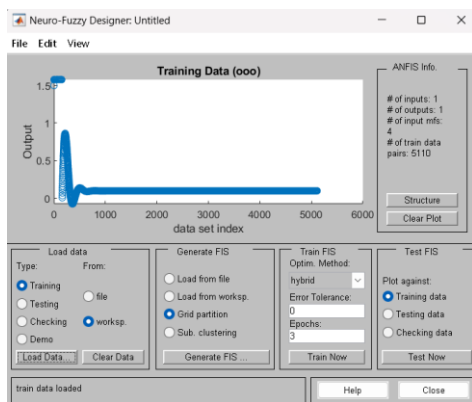 Neuro-Fuzzy Designer: Untitled
File Edit View
Training Data (ooo)
ANFIS Info.
1.5
1
0.5
0
Output
0 1000 2000 3000 4000 5000 6000
data set index
# of inputs: 1
# of outputs: 1
# of input mfs:
4
# of train data
pairs: 5110
Structure
Clear Plot
Load data
Type: From:
Training
Testing
Checking
Demo
file
worksp.
Load Data... Clear Data
Generate FIS
Load from file
Load from worksp.
Grid partition
Sub. clustering
Generate FIS ...
Train FIS
Optim. Method:
hybrid
Error Tolerance:
0
Epochs:
3
Train Now
Test FIS
Plot against:
Training data
Testing data
Checking data
Test Now
train data loaded
Help Close